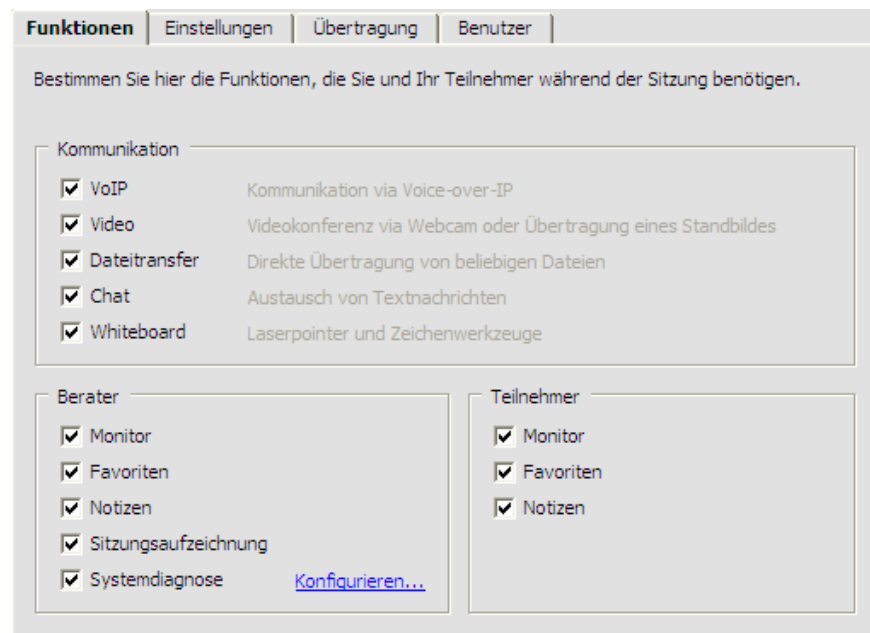 Funktionen Einstellungen Übertragung Benutzer
Bestimmen Sie hier die Funktionen, die Sie und Ihr Teilnehmer während der Sitzung benötigen.
Kommunikation
VoIP Kommunikation via Voice-over-IP
Video Videokonferenz via Webcam oder Übertragung eines Standbildes
Dateitransfer Direkte Übertragung von beliebigen Dateien
Chat Austausch von Textnachrichten
Whiteboard Laserpointer und Zeichenwerkzeuge
Berater
Monitor
Favoriten
Notizen
Sitzungsaufzeichnung
Systemdiagnose Konfigurieren...
Teilnehmer
Monitor
Favoriten
Notizen